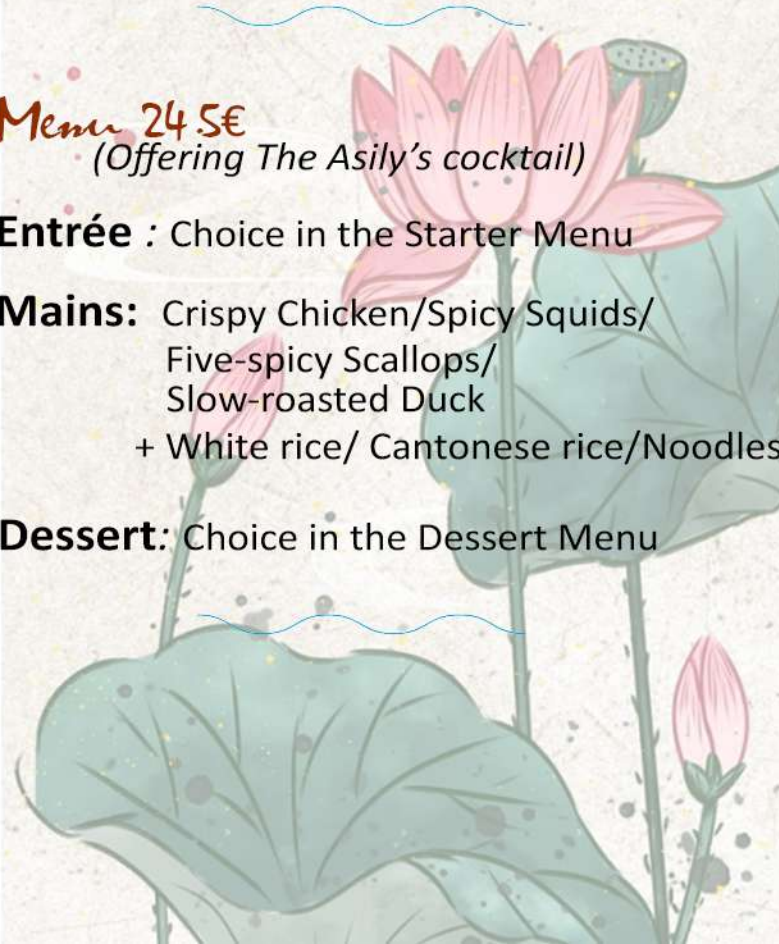 Menu 24.5€
(Offering The Asily's cocktail)
Entrée : Choice in the Starter Menu
Mains: Crispy Chicken/Spicy Squids/
Five-spicy Scallops/
Slow-roasted Duck
+ White rice/ Cantonese rice/Noodles
Dessert: Choice in the Dessert Menu